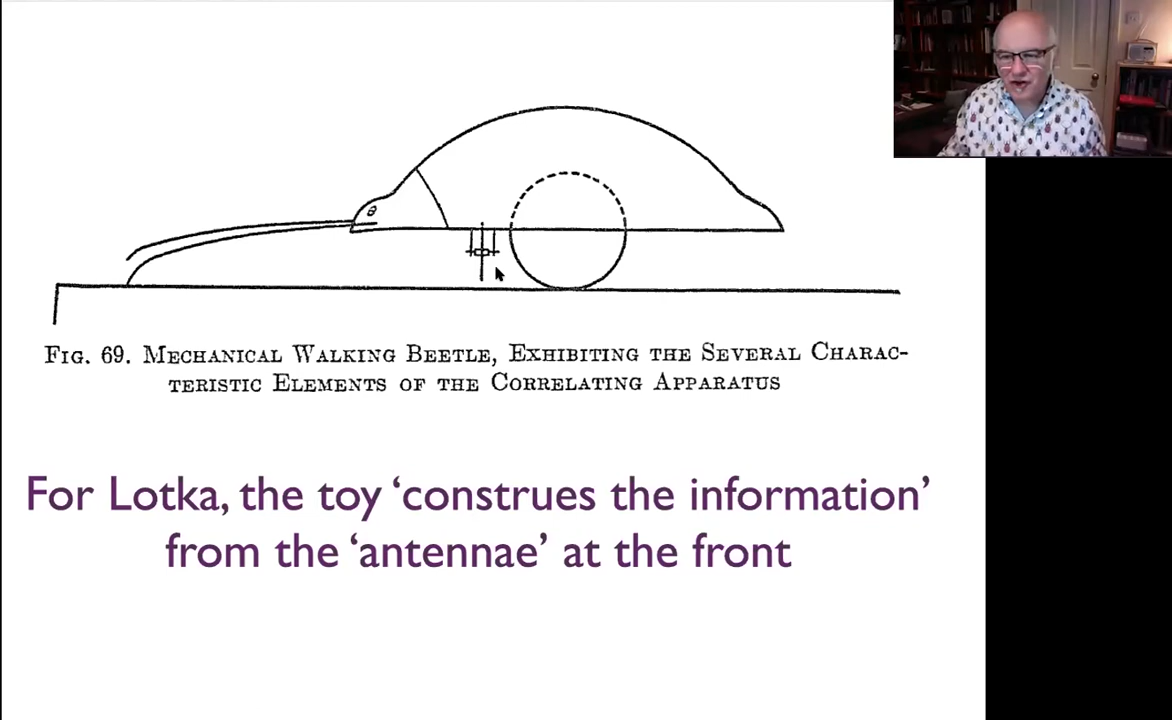 Fig. 69. Mechanical Walking Beetle, Exhibiting the Several Charac-
teristic Elements of the Correlating Apparatus
For Lotka, the toy ‘construes the information’
from the ‘antennae’ at the front